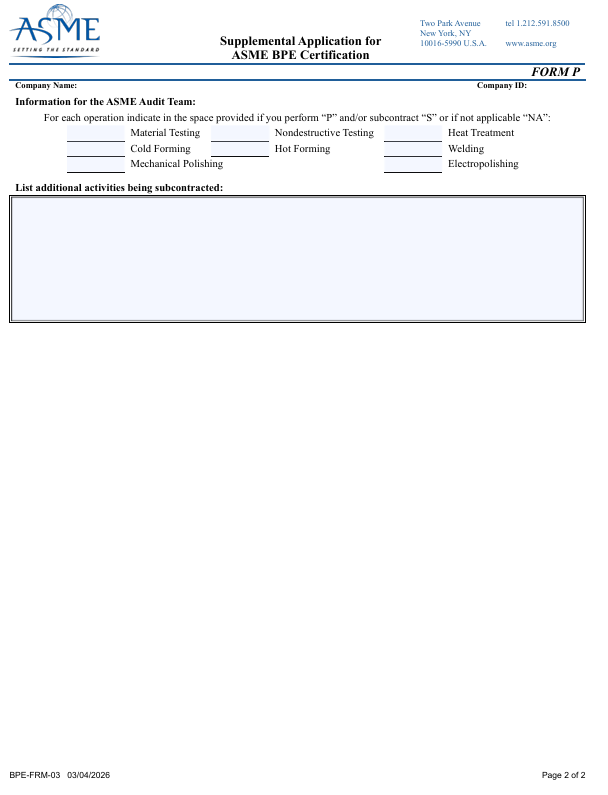 ASME
SETTING THE STANDARD
Supplemental Application for
ASME BPE Certification
Two Park Avenue
New York, NY
10016-5990 U.S.A.
tel 1.212.591.8500
www.asme.org
FORM P
Company Name: Company ID:
Information for the ASME Audit Team:
For each operation indicate in the space provided if you perform “P” and/or subcontract “S” or if not applicable “NA”:
Material Testing Nondestructive Testing Heat Treatment
Cold Forming Hot Forming Welding
Mechanical Polishing Electropolishing
List additional activities being subcontracted:
BPE-FRM-03 03/04/2026 Page 2 of 2